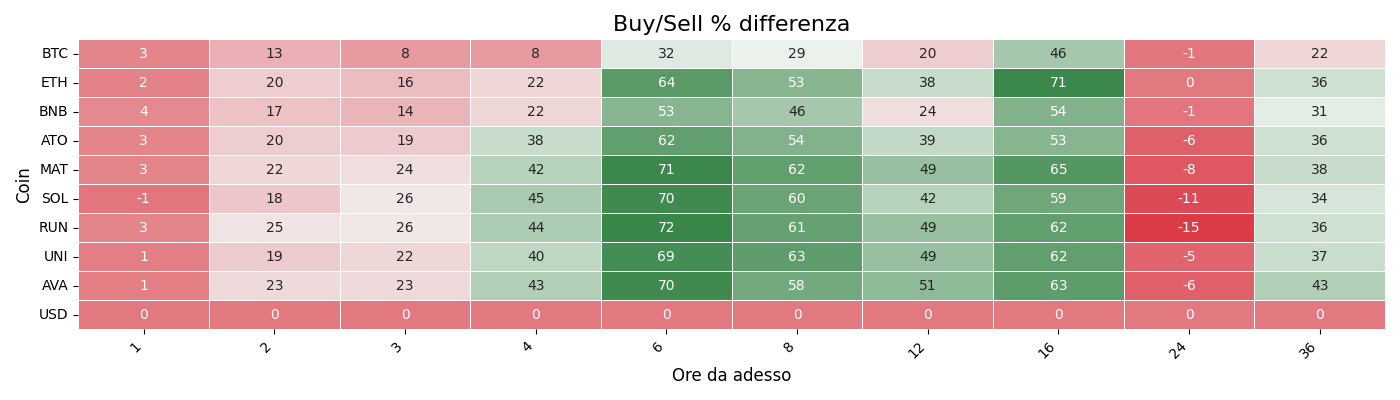 Buy/Sell % differenza
Coin
BTC 3 13 8 8 32 29 20 46 -1 22
ETH 2 20 16 22 64 53 38 71 0 36
BNB 4 17 14 22 53 46 24 54 -1 31
ATO 3 20 19 38 62 54 39 53 -6 36
MAT 3 22 24 42 71 62 49 65 -8 38
SOL -1 18 26 45 70 60 42 59 -11 34
RUN 3 25 26 44 72 61 49 62 -15 36
UNI 1 19 22 40 69 63 49 62 -5 37
AVA 1 23 23 43 70 58 51 63 -6 43
USD 0 0 0 0 0 0 0 0 0 0
1 2 3 4 6 8 12 16 24 36
Ore da adesso